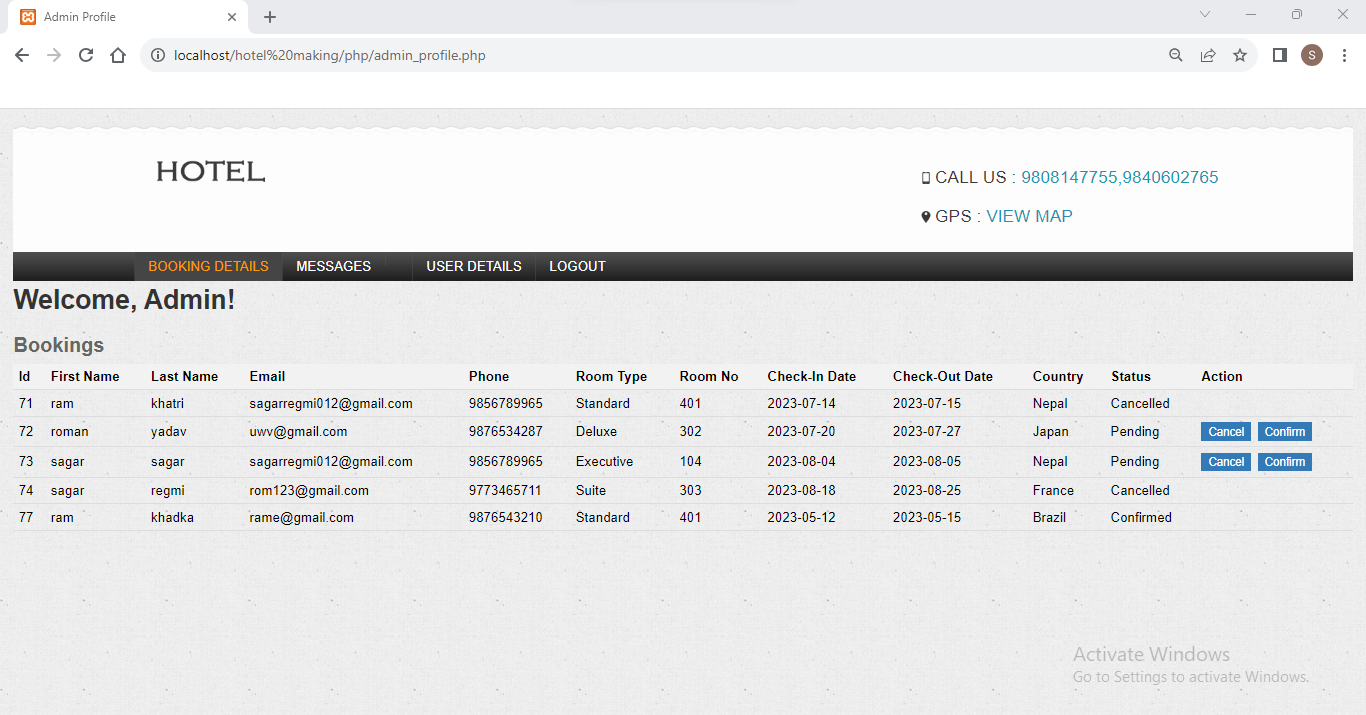 Admin Profile
localhost/hotel%20making/php/admin_profile.php
S
HOTEL
CALL US : 9808147755,9840602765
GPS : VIEW MAP
BOOKING DETAILS MESSAGES USER DETAILS LOGOUT
Welcome, Admin!
Bookings
Id First Name Last Name Email Phone Room Type Room No Check-In Date Check-Out Date Country Status Action
71 ram khatri sagarregmi012@gmail.com 9856789965 Standard 401 2023-07-14 2023-07-15 Nepal Cancelled
72 roman yadav uwv@gmail.com 9876534287 Deluxe 302 2023-07-20 2023-07-27 Japan Pending Cancel Confirm
73 sagar sagar sagarregmi012@gmail.com 9856789965 Executive 104 2023-08-04 2023-08-05 Nepal Pending Cancel Confirm
74 sagar regmi rom123@gmail.com 9773465711 Suite 303 2023-08-18 2023-08-25 France Cancelled
77 ram khadka rame@gmail.com 9876543210 Standard 401 2023-05-12 2023-05-15 Brazil Confirmed
Activate Windows
Go to Settings to activate Windows.